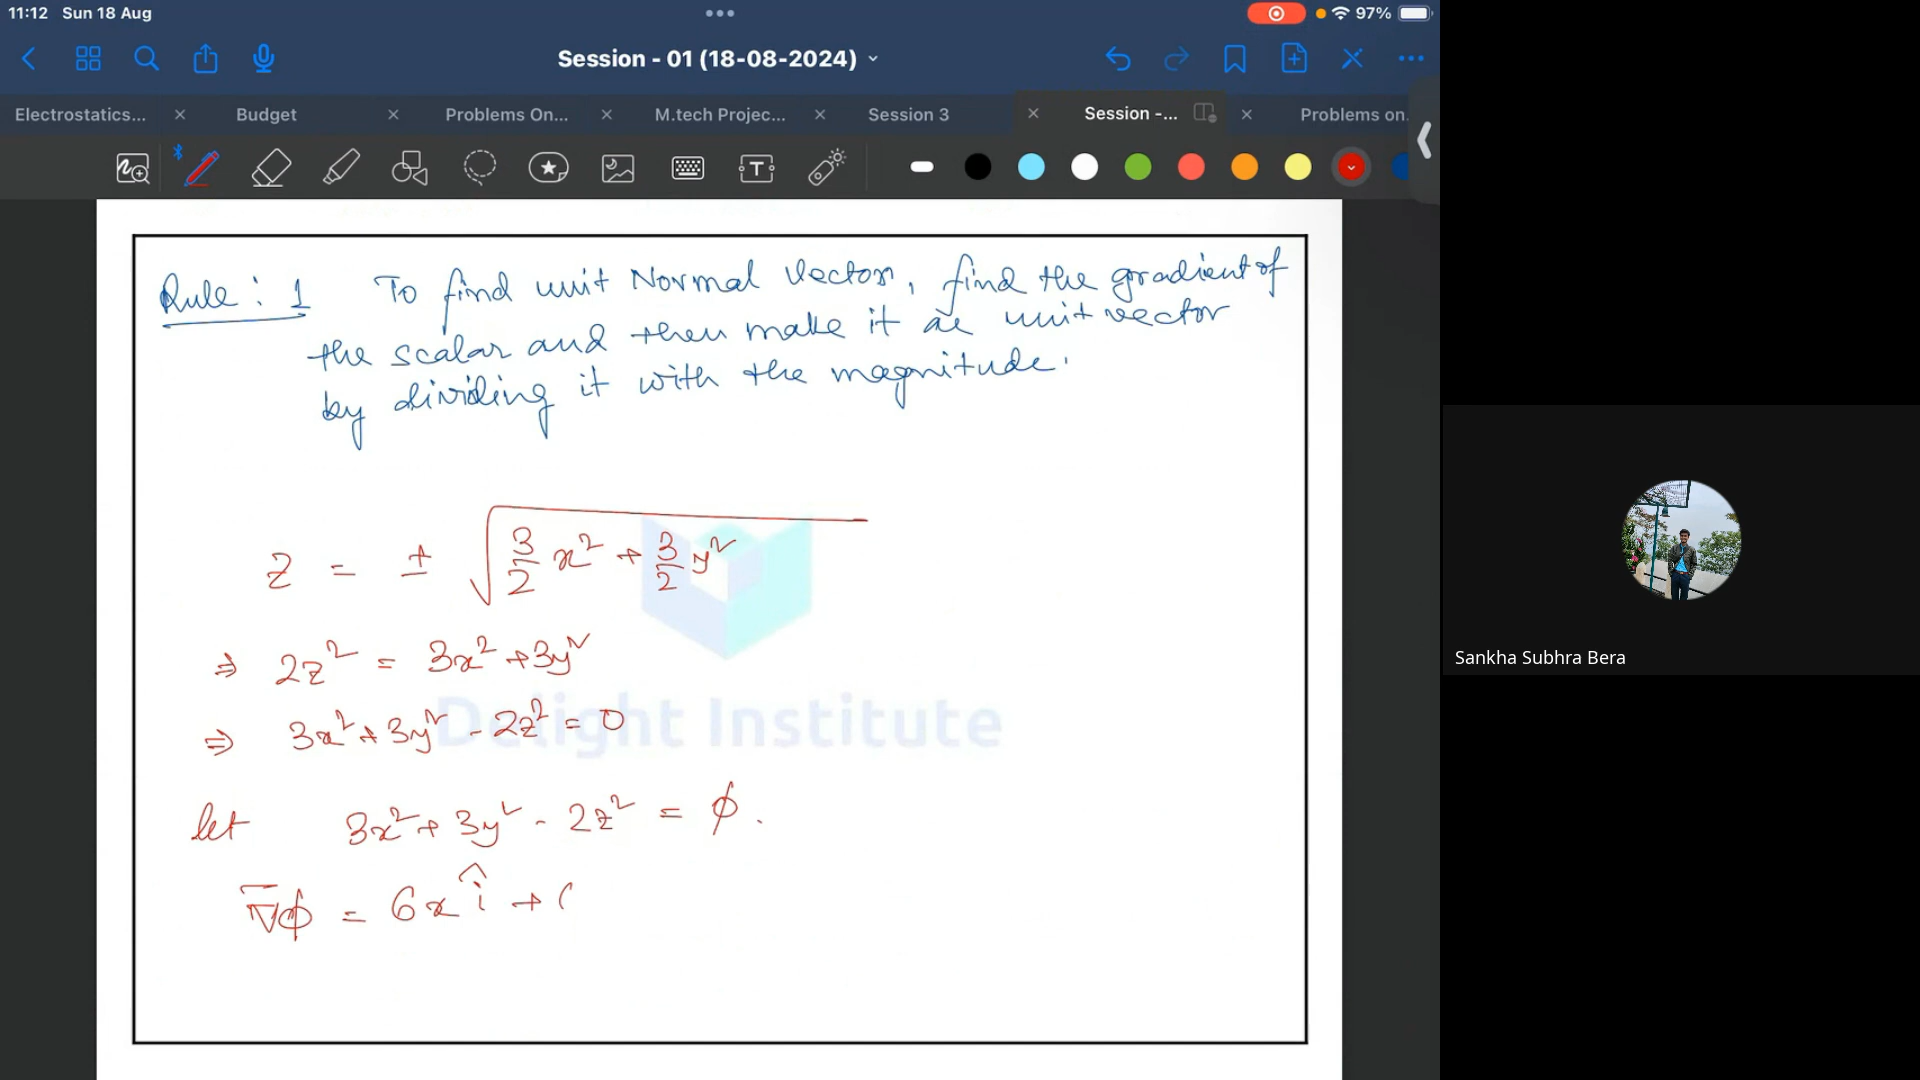 11:12 Sun 18 Aug
97%
Session - 01 (18-08-2024)
Electrostatics... Budget Problems On... M.tech Projec... Session 3 Session -... Problems on.
Rule : 1 To find unit Normal Vector, find the gradient of
the scalar and then make it as unit vector
by dividing it with the magnitude.
z = ± √(3/2 x² + 3/2 y²)
⇒ 2z² = 3x² + 3y²
⇒ 3x² + 3y² - 2z² = 0
Delight Institute
let 3x² + 3y² - 2z² = ϕ.
∇̅ϕ = 6x î + (
Sankha Subhra Bera